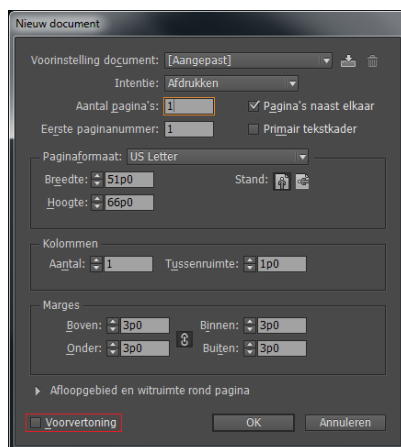 Nieuw document
Voorinstelling document: [Aangepast]
Intentie: Afdrukken
Aantal pagina's: 1 Pagina's naast elkaar
Eerste paginanummer: 1 Primair tekstkader
Paginaformaat: US Letter
Breedte: 51p0 Stand:
Hoogte: 66p0
Kolommen
Aantal: 1 Tussenruimte: 1p0
Marges
Boven: 3p0 Binnen: 3p0
Onder: 3p0 Buiten: 3p0
Afloopgebied en witruimte rond pagina
Voorvertoning OK Annuleren